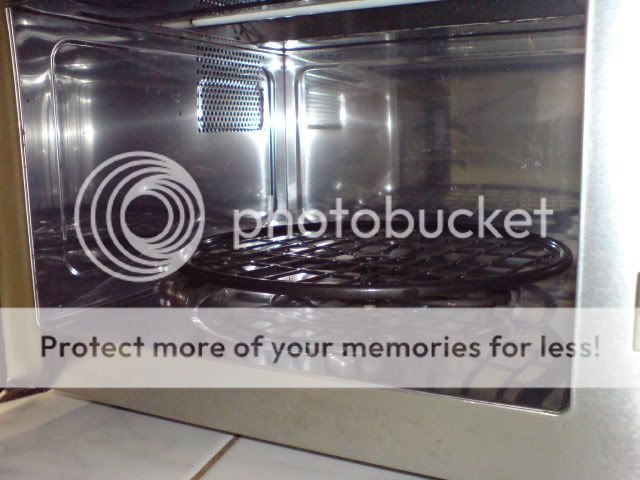 photobucket
Protect more of your memories for less!